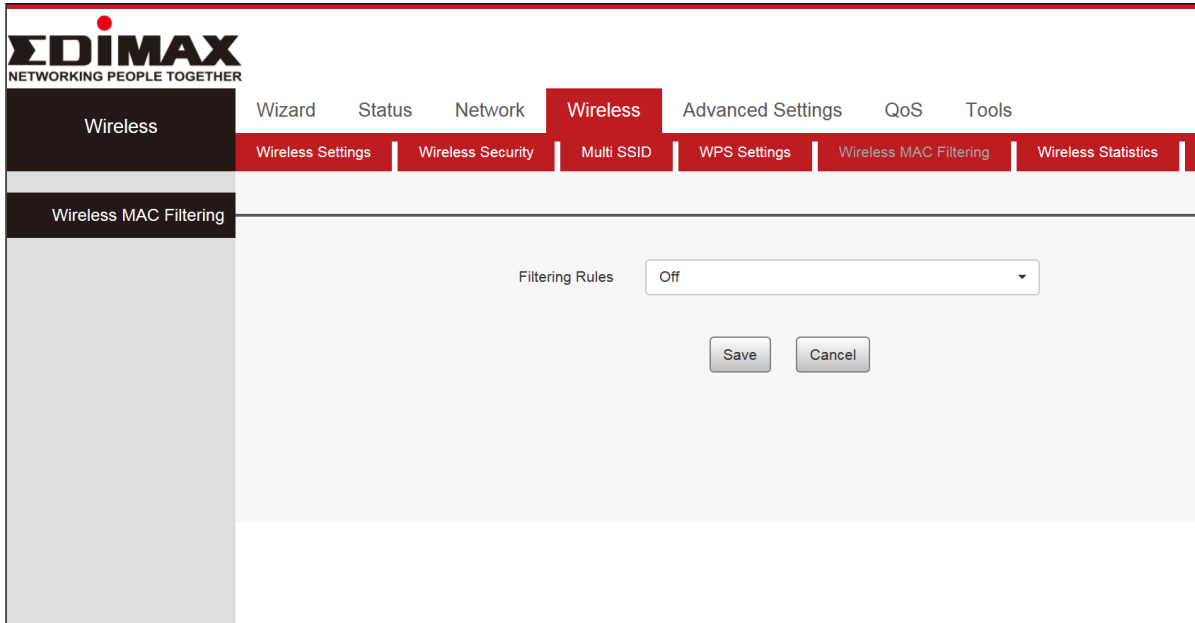 EDIMAX
NETWORKING PEOPLE TOGETHER
Wireless
Wizard Status Network Wireless Advanced Settings QoS Tools
Wireless Settings Wireless Security Multi SSID WPS Settings Wireless MAC Filtering Wireless Statistics
Wireless MAC Filtering
Filtering Rules Off
Save Cancel